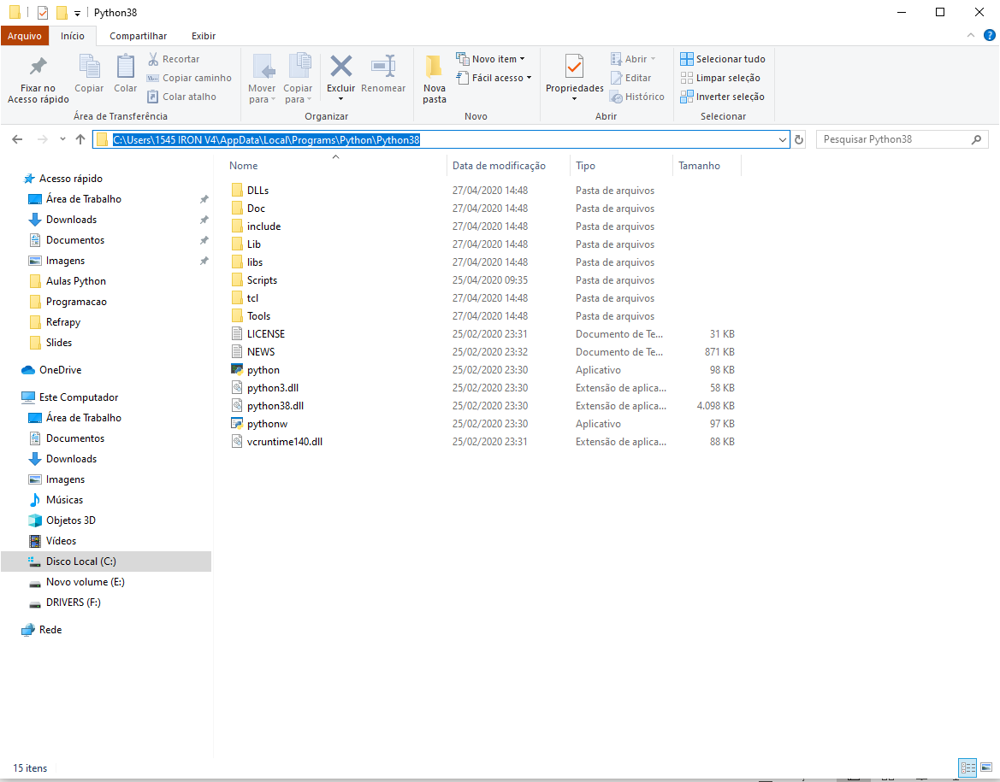 Python38
Arquivo Início Compartilhar Exibir
Fixar no Acesso rápido
Copiar
Colar
Recortar
Copiar caminho
Colar atalho
Área de Transferência
Mover para
Copiar para
Excluir
Renomear
Organizar
Nova pasta
Novo item
Fácil acesso
Novo
Propriedades
Abrir
Editar
Histórico
Abrir
Selecionar tudo
Limpar seleção
Inverter seleção
Selecionar
C:\Users\1545 IRON V4\AppData\Local\Programs\Python\Python38
Pesquisar Python38
Acesso rápido
Área de Trabalho
Downloads
Documentos
Imagens
Aulas Python
Programacao
Refrapy
Slides
OneDrive
Este Computador
Área de Trabalho
Documentos
Downloads
Imagens
Músicas
Objetos 3D
Vídeos
Disco Local (C:)
Novo volume (E:)
DRIVERS (F:)
Rede
Nome Data de modificação Tipo Tamanho
DLLs 27/04/2020 14:48 Pasta de arquivos
Doc 27/04/2020 14:48 Pasta de arquivos
include 27/04/2020 14:48 Pasta de arquivos
Lib 27/04/2020 14:48 Pasta de arquivos
libs 27/04/2020 14:48 Pasta de arquivos
Scripts 25/04/2020 09:35 Pasta de arquivos
tcl 27/04/2020 14:48 Pasta de arquivos
Tools 27/04/2020 14:48 Pasta de arquivos
LICENSE 25/02/2020 23:31 Documento de Te... 31 KB
NEWS 25/02/2020 23:32 Documento de Te... 871 KB
python 25/02/2020 23:30 Aplicativo 98 KB
python3.dll 25/02/2020 23:30 Extensão de aplica... 58 KB
python38.dll 25/02/2020 23:30 Extensão de aplica... 4.098 KB
pythonw 25/02/2020 23:30 Aplicativo 97 KB
vcruntime140.dll 25/02/2020 23:31 Extensão de aplica... 88 KB
15 itens